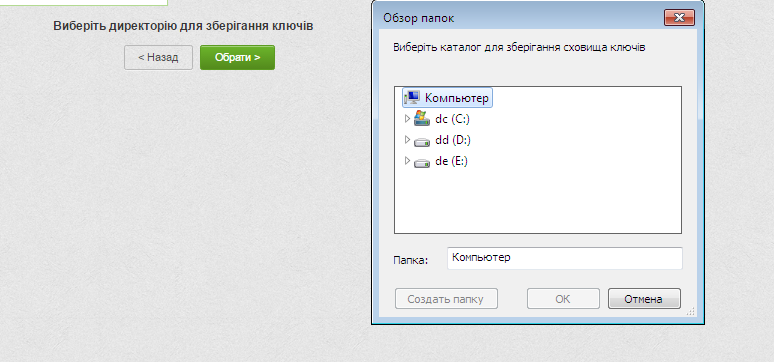 Виберіть директорію для зберігання ключів
< Назад
Обрати >
Обзор папок
Виберіть каталог для зберігання сховища ключів
Компьютер
dc (C:)
dd (D:)
de (E:)
Папка:
Компьютер
Создать папку
OK
Отмена